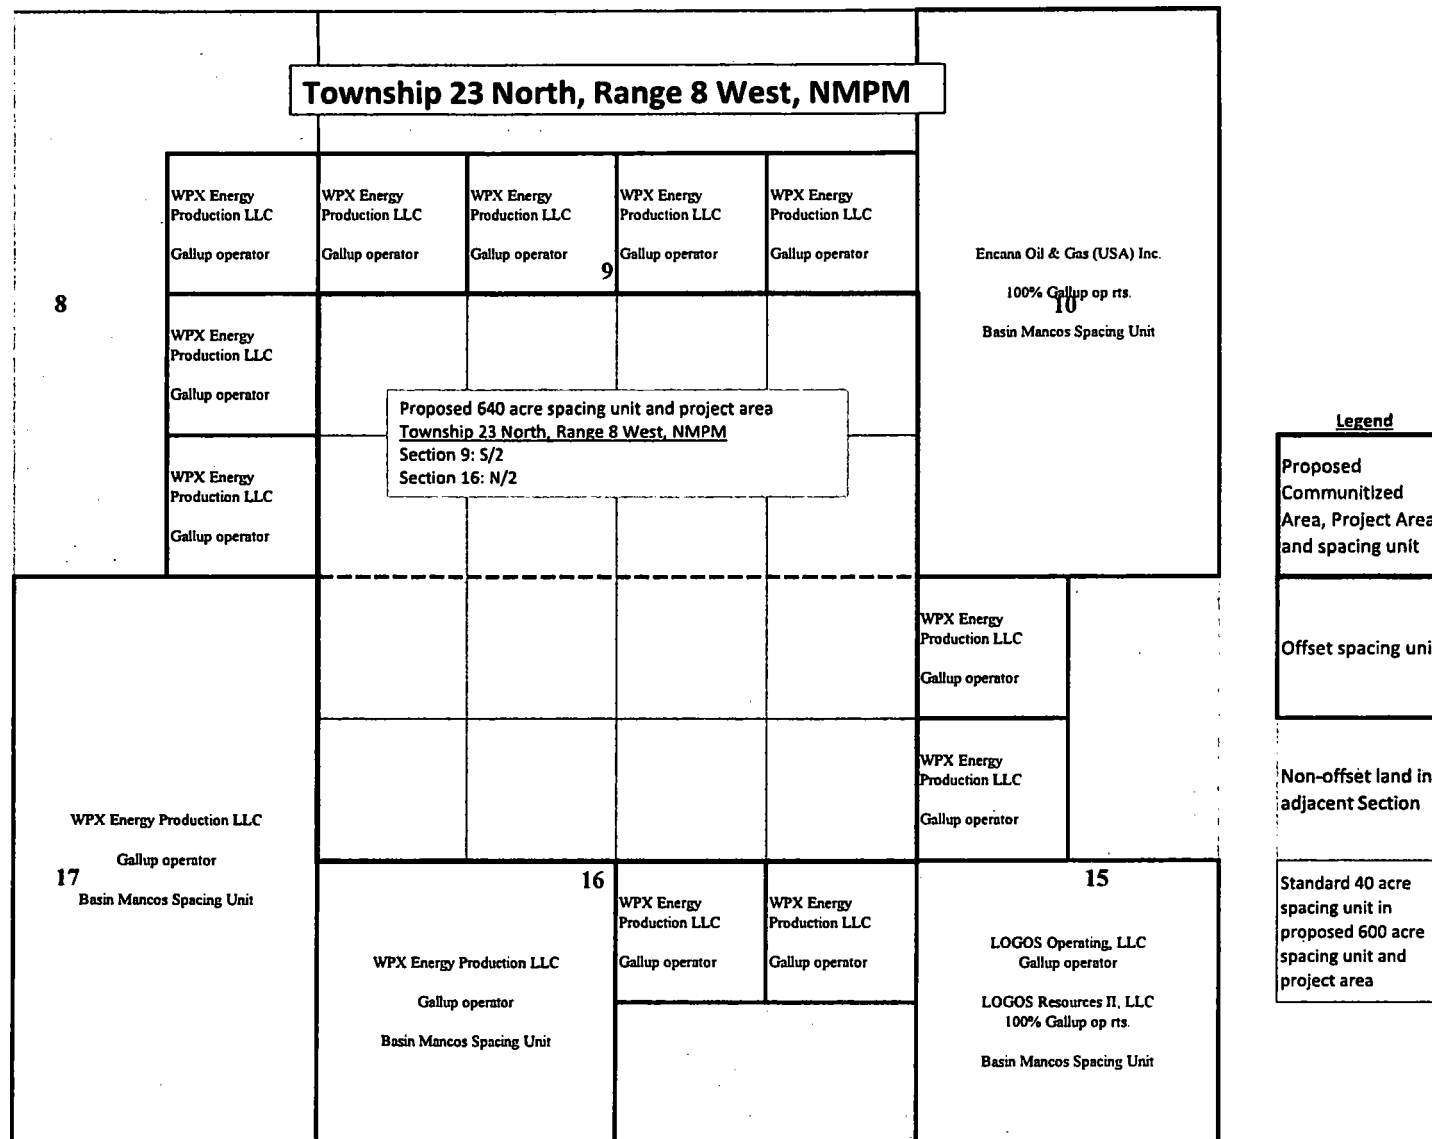 Township 23 North, Range 8 West, NMPM
WPX Energy
Production LLC
Gallup operator
WPX Energy
Production LLC
Gallup operator
WPX Energy
Production LLC
Gallup operator
WPX Energy
Production LLC
Gallup operator
WPX Energy
Production LLC
Gallup operator
9
Encana Oil & Gas (USA) Inc.
100% Gallup op rts.
10
Basin Mancos Spacing Unit
8
WPX Energy
Production LLC
Gallup operator
WPX Energy
Production LLC
Gallup operator
Proposed 640 acre spacing unit and project area
Township 23 North, Range 8 West, NMPM
Section 9: S/2
Section 16: N/2
WPX Energy
Production LLC
Gallup operator
WPX Energy
Production LLC
Gallup operator
WPX Energy Production LLC
Gallup operator
17
Basin Mancos Spacing Unit
16
WPX Energy Production LLC
Gallup operator
Basin Mancos Spacing Unit
WPX Energy
Production LLC
Gallup operator
WPX Energy
Production LLC
Gallup operator
15
LOGOS Operating, LLC
Gallup operator
LOGOS Resources II, LLC
100% Gallup op rts.
Basin Mancos Spacing Unit
Legend
Proposed
Communitized
Area, Project Area
and spacing unit
Offset spacing uni
Non-offset land in
adjacent Section
Standard 40 acre
spacing unit in
proposed 600 acre
spacing unit and
project area